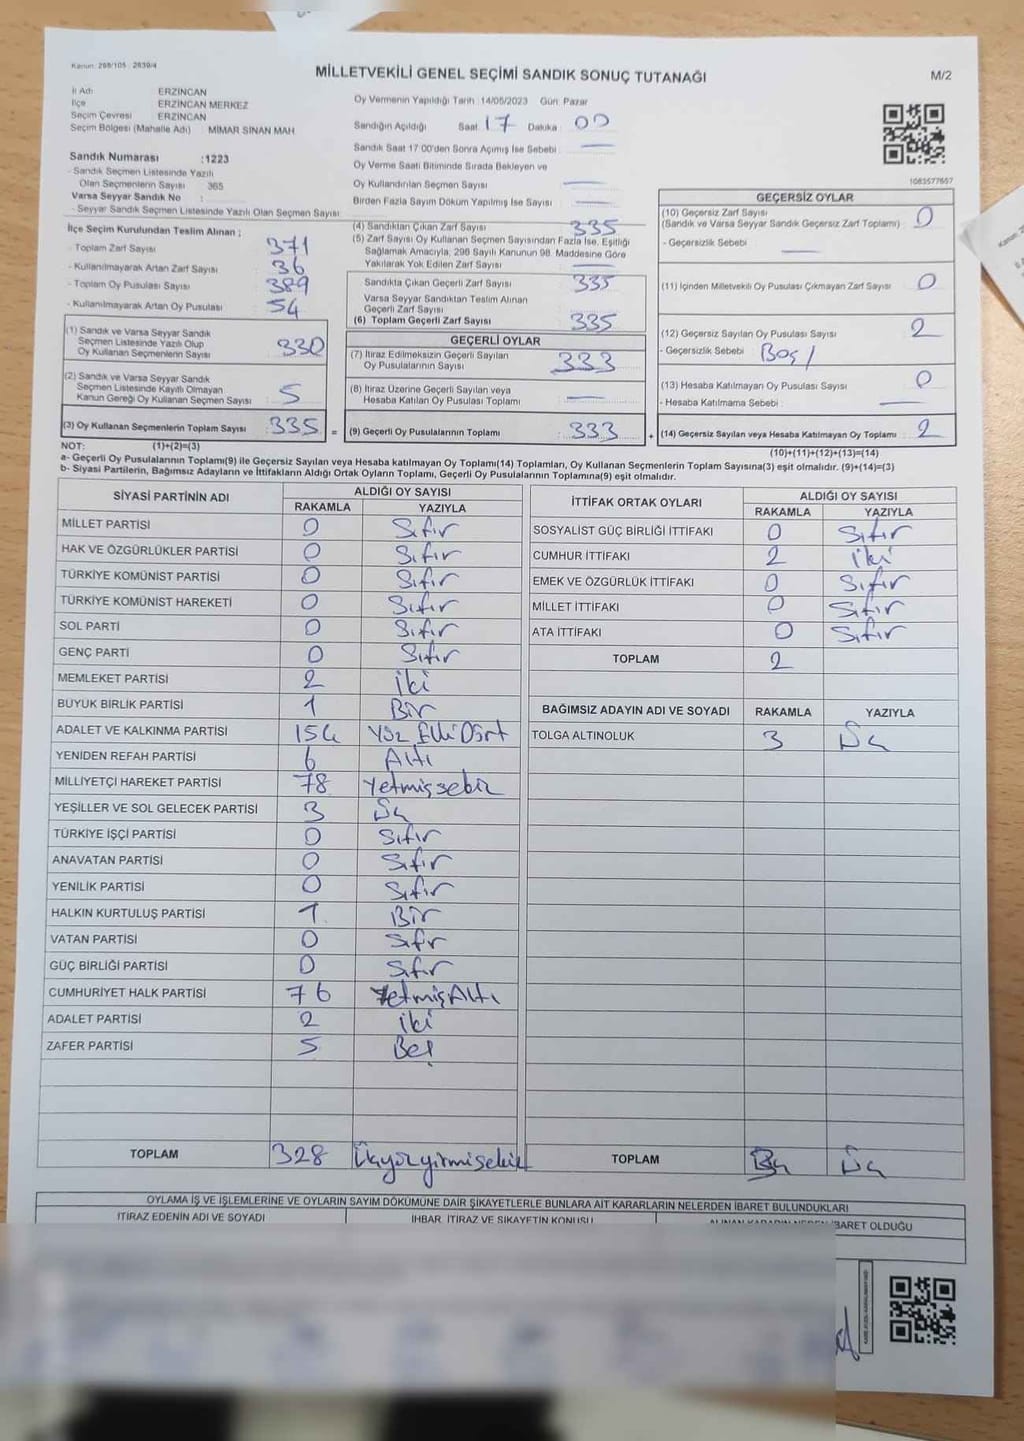 Kanun: 298/105 - 2839/4
MİLLETVEKİLİ GENEL SEÇİMİ SANDIK SONUÇ TUTANAĞI
M/2
İl Adı ERZİNCAN
İlçe ERZİNCAN MERKEZ
Seçim Çevresi ERZİNCAN
Seçim Bölgesi (Mahalle Adı) MİMAR SİNAN MAH
Sandık Numarası :1223
- Sandık Seçmen Listesinde Yazılı
Olan Seçmenlerin Sayısı 365
Varsa Seyyar Sandık No :
- Seyyar Sandık Seçmen Listesinde Yazılı Olan Seçmen Sayısı
Oy Vermenin Yapıldığı Tarih :14/05/2023 Gün: Pazar
Sandığın Açıldığı Saat 17 Dakika : 00
Sandık Saat 17:00'den Sonra Açımış İse Sebebi
Oy Verme Saati Bitiminde Sırada Bekleyen ve
Oy Kullandırılan Seçmen Sayısı
Birden Fazla Sayım Döküm Yapılmış İse Sayısı
1083577657
İlçe Seçim Kurulundan Teslim Alınan ;
- Toplam Zarf Sayısı 371
- Kullanılmayarak Artan Zarf Sayısı 36
- Toplam Oy Pusulası Sayısı 389
- Kullanılmayarak Artan Oy Pusulası 54
(1) Sandık ve Varsa Seyyar Sandık
Seçmen Listesinde Yazılı Olup
Oy Kullanan Seçmenlerin Sayısı 330
(2) Sandık ve Varsa Seyyar Sandık
Seçmen Listesinde Kayıtlı Olmayan
Kanun Gereği Oy Kullanan Seçmen Sayısı 5
(3) Oy Kullanan Seçmenlerin Toplam Sayısı : 335 =
(4) Sandıktan Çıkan Zarf Sayısı 335
(5) Zarf Sayısı Oy Kullanan Seçmen Sayısından Fazla İse, Eşitliği
Sağlamak Amacıyla, 298 Sayılı Kanunun 98. Maddesine Göre
Yakılarak Yok Edilen Zarf Sayısı
Sandıkta Çıkan Geçerli Zarf Sayısı 335
Varsa Seyyar Sandıktan Teslim Alınan
Geçerli Zarf Sayısı
(6) Toplam Geçerli Zarf Sayısı 335
GEÇERLİ OYLAR
(7) İtiraz Edilmeksizin Geçerli Sayılan
Oy Pusulalarının Sayısı 333
(8) İtiraz Üzerine Geçerli Sayılan veya
Hesaba Katılan Oy Pusulası Toplamı
(9) Geçerli Oy Pusulalarının Toplamı : 333 +
GEÇERSİZ OYLAR
(10) Geçersiz Zarf Sayısı
(Sandık ve Varsa Seyyar Sandık Geçersiz Zarf Toplamı) 0
- Geçersizlik Sebebi
(11) İçinden Milletvekili Oy Pusulası Çıkmayan Zarf Sayısı 0
(12) Geçersiz Sayılan Oy Pusulası Sayısı 2
- Geçersizlik Sebebi : Boş
(13) Hesaba Katılmayan Oy Pusulası Sayısı 0
- Hesaba Katılmama Sebebi :
(14) Geçersiz Sayılan veya Hesaba Katılmayan Oy Toplamı : 2
NOT: (1)+(2)=(3) (10)+(11)+(12)+(13)=(14)
a- Geçerli Oy Pusulalarının Toplamı(9) ile Geçersiz Sayılan veya Hesaba katılmayan Oy Toplamı(14) Toplamları, Oy Kullanan Seçmenlerin Toplam Sayısına(3) eşit olmalıdır. (9)+(14)=(3)
b- Siyasi Partilerin, Bağımsız Adayların ve İttifakların Aldığı Ortak Oyların Toplamı, Geçerli Oy Pusulalarının Toplamına(9) eşit olmalıdır.
SİYASİ PARTİNİN ADI ALDIĞI OY SAYISI
RAKAMLA YAZIYLA
MİLLET PARTİSİ 0 Sıfır
HAK VE ÖZGÜRLÜKLER PARTİSİ 0 Sıfır
TÜRKİYE KOMÜNİST PARTİSİ 0 Sıfır
TÜRKİYE KOMÜNİST HAREKETİ 0 Sıfır
SOL PARTİ 0 Sıfır
GENÇ PARTİ 0 Sıfır
MEMLEKET PARTİSİ 2 İki
BÜYÜK BİRLİK PARTİSİ 1 Bir
ADALET VE KALKINMA PARTİSİ 154 Yüz Elli Dört
YENİDEN REFAH PARTİSİ 6 Altı
MİLLİYETÇİ HAREKET PARTİSİ 78 Yetmişsekiz
YEŞİLLER VE SOL GELECEK PARTİSİ 3 Üç
TÜRKİYE İŞÇİ PARTİSİ 0 Sıfır
ANAVATAN PARTİSİ 0 Sıfır
YENİLİK PARTİSİ 0 Sıfır
HALKIN KURTULUŞ PARTİSİ 1 Bir
VATAN PARTİSİ 0 Sıfır
GÜÇ BİRLİĞİ PARTİSİ 0 Sıfır
CUMHURİYET HALK PARTİSİ 76 Yetmiş Altı
ADALET PARTİSİ 2 İki
ZAFER PARTİSİ 5 Beş
TOPLAM 328 Üçyüzyirmisekiz
İTTİFAK ORTAK OYLARI ALDIĞI OY SAYISI
RAKAMLA YAZIYLA
SOSYALİST GÜÇ BİRLİĞİ İTTİFAKI 0 Sıfır
CUMHUR İTTİFAKI 2 İki
EMEK VE ÖZGÜRLÜK İTTİFAKI 0 Sıfır
MİLLET İTTİFAKI 0 Sıfır
ATA İTTİFAKI 0 Sıfır
TOPLAM 2
BAĞIMSIZ ADAYIN ADI VE SOYADI RAKAMLA YAZIYLA
TOLGA ALTINOLUK 3 Üç
TOPLAM Üç
OYLAMA İŞ VE İŞLEMLERİNE VE OYLARIN SAYIM DÖKÜMÜNE DAİR ŞİKAYETLERLE BUNLARA AİT KARARLARIN NELERDEN İBARET BULUNDUKLARI
İTİRAZ EDENİN ADI VE SOYADI İHBAR, İTİRAZ VE ŞİKAYETİN KONUSU ALINAN KARARIN NEDEN İBARET OLDUĞU